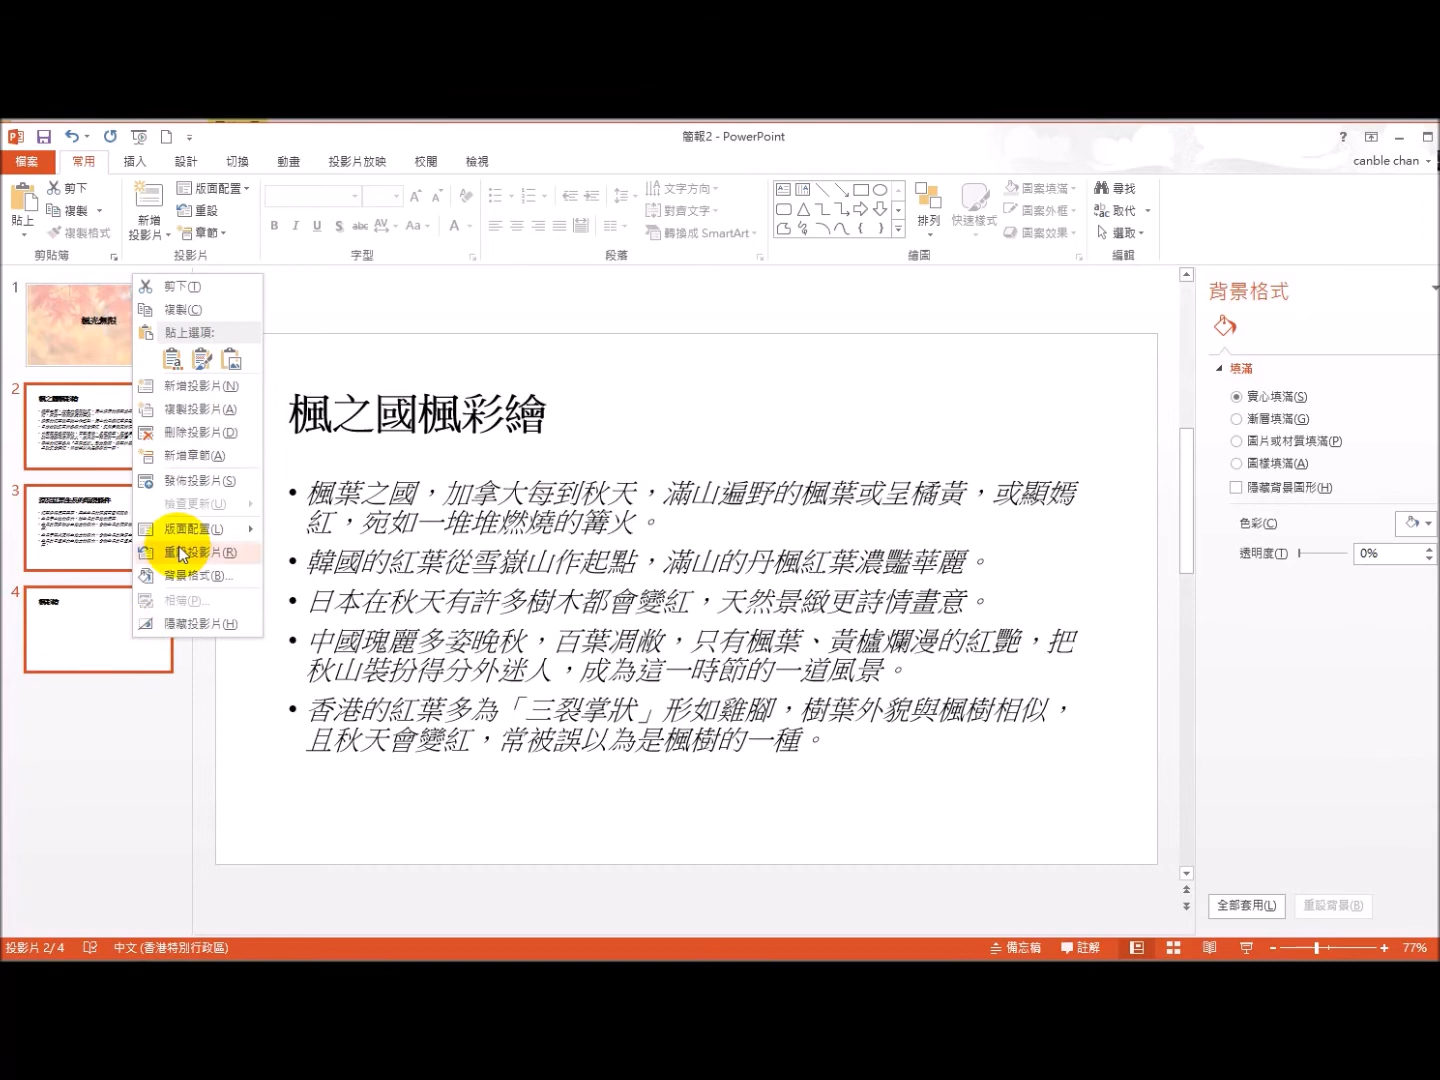 簡報2 - PowerPoint
檔案 常用 插入 設計 切換 動畫 投影片放映 校閱 檢視
canble chan
貼上 剪下 複製 複製格式
新增 投影片 版面配置 重設 章節
B I U S abc AV Aa A
文字方向 對齊文字 轉換成 SmartArt
排列 快速樣式 圖案填滿 圖案外框 圖案效果
尋找 取代 選取
剪貼簿 投影片 字型 段落 繪圖 編輯
1
楓光無限
2
3
4
剪下(T)
複製(C)
貼上選項:
新增投影片(N)
複製投影片(A)
刪除投影片(D)
新增章節(A)
發佈投影片(S)
檢查更新(U)
版面配置(L)
重設投影片(R)
背景格式(B)...
相簿(P)...
隱藏投影片(H)
楓之國楓彩繪
• 楓葉之國，加拿大每到秋天，滿山遍野的楓葉或呈橘黃，或顯嫣
紅，宛如一堆堆燃燒的篝火。
• 韓國的紅葉從雪嶽山作起點，滿山的丹楓紅葉濃豔華麗。
• 日本在秋天有許多樹木都會變紅，天然景緻更詩情畫意。
• 中國瑰麗多姿晚秋，百葉凋敝，只有楓葉、黃櫨爛漫的紅艷，把
秋山裝扮得分外迷人，成為這一時節的一道風景。
• 香港的紅葉多為「三裂掌狀」形如雞腳，樹葉外貌與楓樹相似，
且秋天會變紅，常被誤以為是楓樹的一種。
背景格式
填滿
實心填滿(S)
漸層填滿(G)
圖片或材質填滿(P)
圖樣填滿(A)
隱藏背景圖形(H)
色彩(C)
透明度(T) 0%
全部套用(L) 重設背景(B)
投影片 2/4 中文 (香港特別行政區) 備忘稿 註解 77%